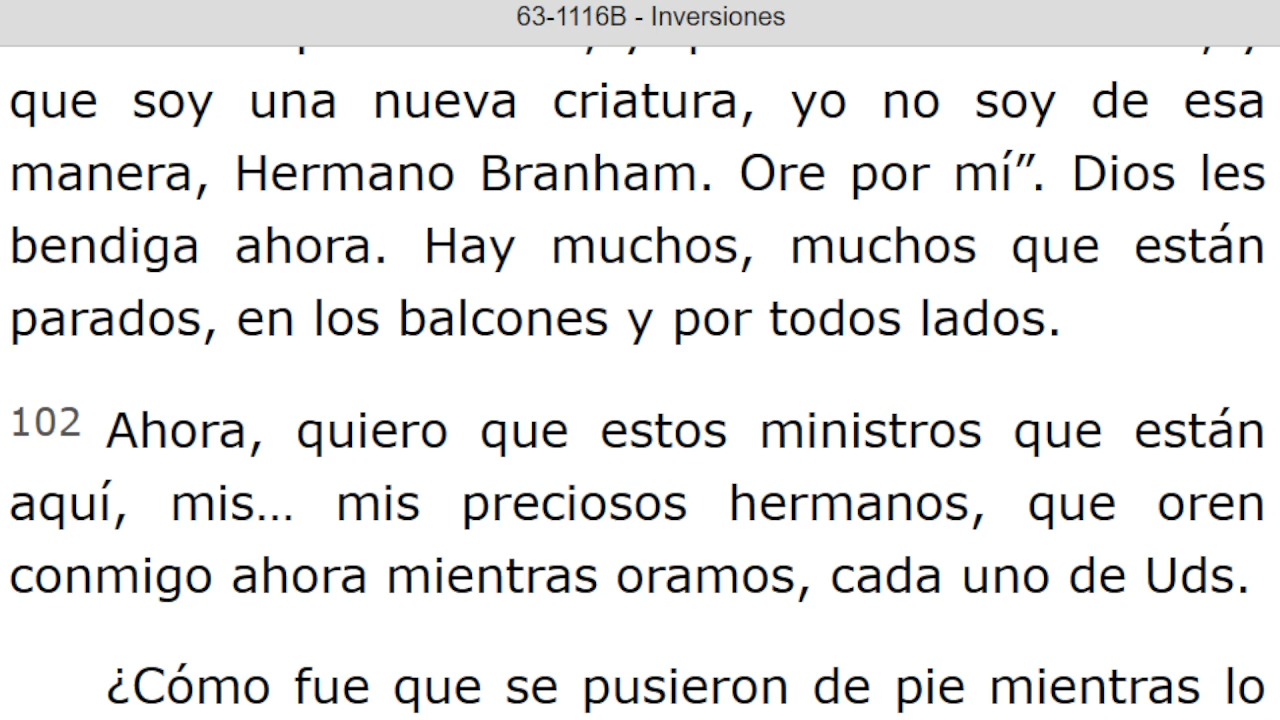 63-1116B - Inversiones
que soy una nueva criatura, yo no soy de esa
manera, Hermano Branham. Ore por mí”. Dios les
bendiga ahora. Hay muchos, muchos que están
parados, en los balcones y por todos lados.
102 Ahora, quiero que estos ministros que están
aquí, mis… mis preciosos hermanos, que oren
conmigo ahora mientras oramos, cada uno de Uds.
¿Cómo fue que se pusieron de pie mientras lo